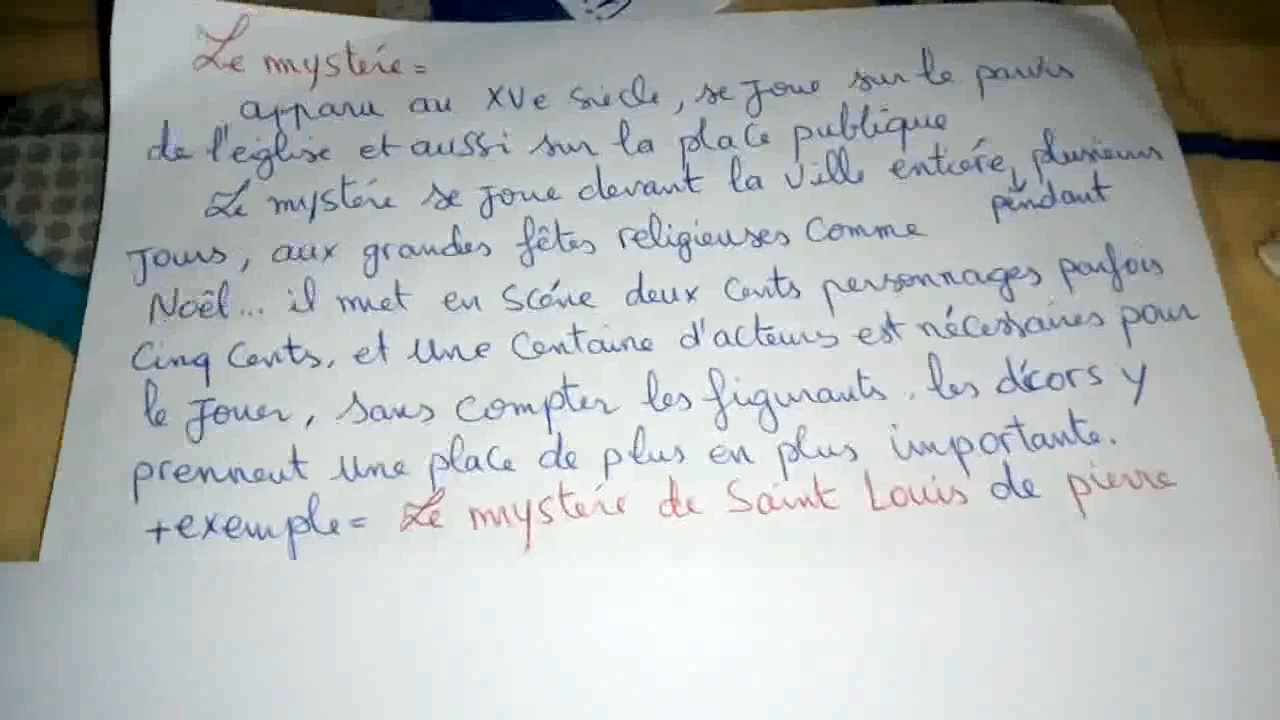 Le mystère =
apparu au XVe siècle, se joue sur le parvis
de l'église et aussi sur la place publique
Le mystère se joue devant la ville entière, plusieurs
pendant
Jours, aux grandes fêtes religieuses comme
Noël... il met en scène deux cents personnages parfois
cinq cents, et une centaine d'acteurs est nécessaires pour
le jouer, sans compter les figurants. les décors y
prennent une place de plus en plus importante.
+exemple= Le mystère de Saint Louis de pierre